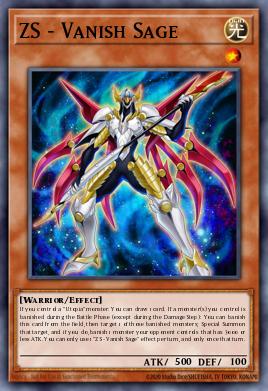 ZS - Vanish Sage
光
[Warrior/Effect]
If you control a "Utopia" monster: You can draw 1 card. If a monster(s) you control is
banished during the Battle Phase (except during the Damage Step): You can banish
this card from the field, then target 1 of those banished monsters; Special Summon
that target, and if you do, banish 1 monster your opponent controls that has 3000 or
less ATK. You can only use 1 "ZS - Vanish Sage" effect per turn, and only once that turn.
ATK/ 500 DEF/ 100